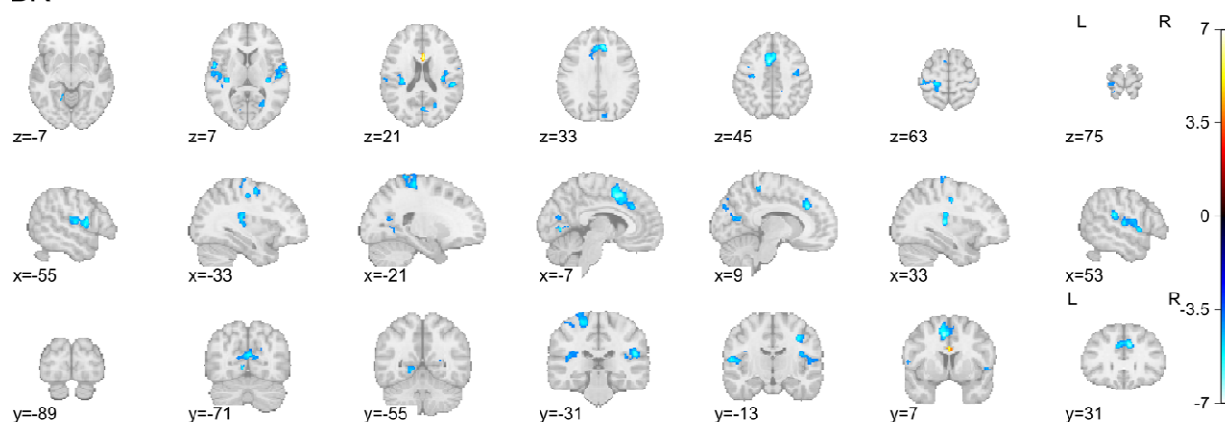 L R
7
z=-7 z=7 z=21 z=33 z=45 z=63 z=75
3.5
0
x=-55 x=-33 x=-21 x=-7 x=9 x=33 x=53
L R
-3.5
y=-89 y=-71 y=-55 y=-31 y=-13 y=7 y=31
-7